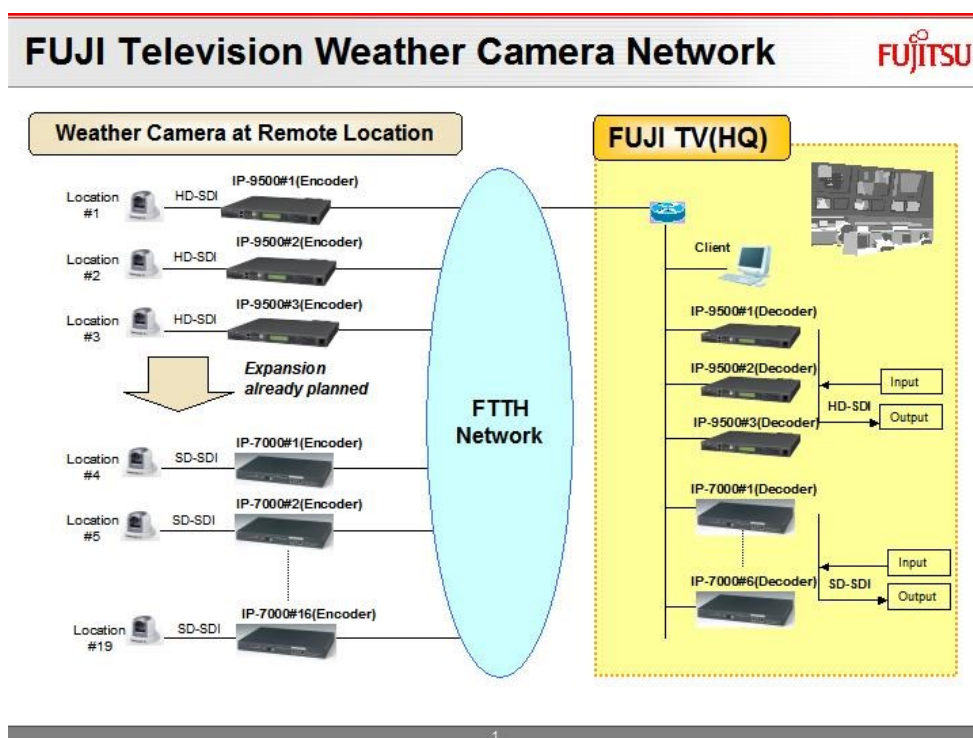 FUJI Television Weather Camera Network
FUJITSU
Weather Camera at Remote Location
FUJI TV(HQ)
Location
#1
HD-SDI
IP-9500#1(Encoder)
Location
#2
HD-SDI
IP-9500#2(Encoder)
Location
#3
HD-SDI
IP-9500#3(Encoder)
Expansion
already planned
Location
#4
SD-SDI
IP-7000#1(Encoder)
Location
#5
SD-SDI
IP-7000#2(Encoder)
Location
#19
SD-SDI
IP-7000#16(Encoder)
FTTH
Network
Client
IP-9500#1(Decoder)
IP-9500#2(Decoder)
IP-9500#3(Decoder)
HD-SDI
Input
Output
IP-7000#1(Decoder)
IP-7000#6(Decoder)
SD-SDI
Input
Output
1